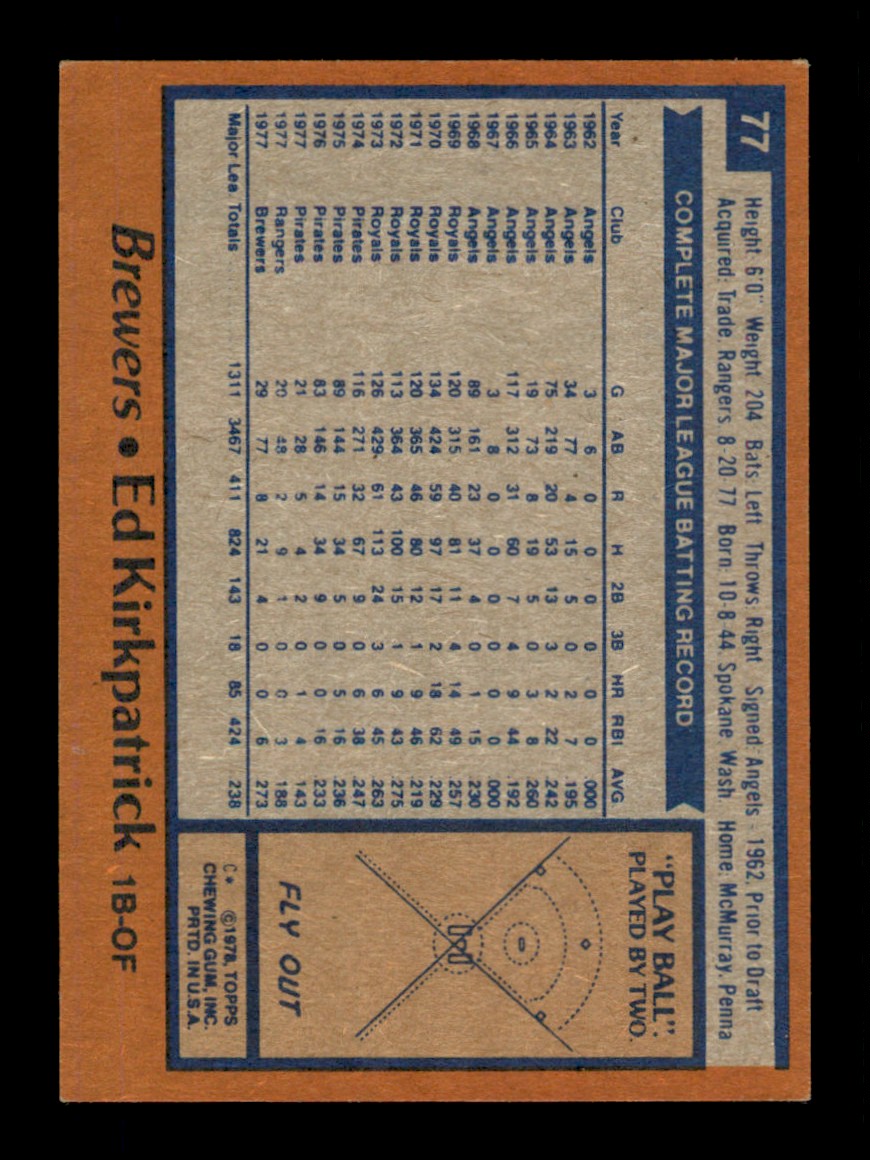 77
Height 6'0" Weight 204 Bats: Left Throws: Right Signed: Angels - 1962, Prior to Draft
Acquired: Trade, Rangers, 8-20-77 Born: 10-8-44, Spokane, Wash. Home: McMurray, Penna
COMPLETE MAJOR LEAGUE BATTING RECORD
Year Club G AB R H 2B 3B HR RBI AVG
1962 Angels 3 6 0 0 0 0 0 0 .000
1963 Angels 34 77 4 15 5 0 2 7 .195
1964 Angels 75 219 20 53 13 3 2 22 .242
1965 Angels 19 73 8 19 5 0 3 8 .260
1966 Angels 117 312 31 60 7 4 9 44 .192
1967 Angels 3 8 0 0 0 0 0 0 .000
1968 Angels 89 161 23 37 4 0 1 15 .230
1969 Royals 120 315 40 81 11 4 14 49 .257
1970 Royals 134 424 59 97 17 2 18 62 .229
1971 Royals 120 365 46 80 12 1 9 46 .219
1972 Royals 113 364 43 100 15 1 9 43 .275
1973 Royals 126 429 61 113 24 3 6 45 .263
1974 Pirates 116 271 32 67 9 0 6 38 .247
1975 Pirates 89 144 15 34 5 0 5 16 .236
1976 Pirates 83 146 14 34 9 0 0 16 .233
1977 Pirates 21 28 5 4 2 0 1 4 .143
1977 Rangers 20 48 2 9 1 0 0 3 .188
1977 Brewers 29 77 8 21 4 0 0 6 .273
Major Lea. Totals 1311 3467 411 824 143 18 85 424 .238
"PLAY BALL".
PLAYED BY TWO.
FLY OUT
C* ©1978, TOPPS
CHEWING GUM, INC.
PRTD. IN U.S.A.
Brewers • Ed Kirkpatrick 1B-OF